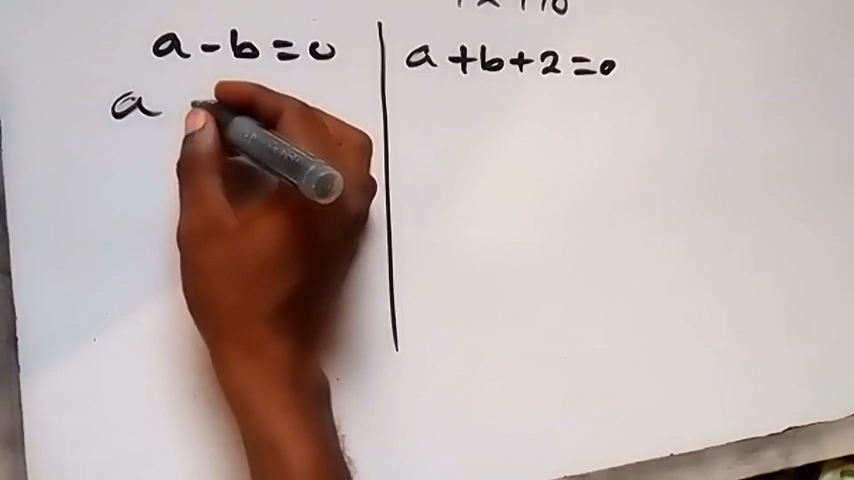 a - b = 0
a + b + 2 = 0
a